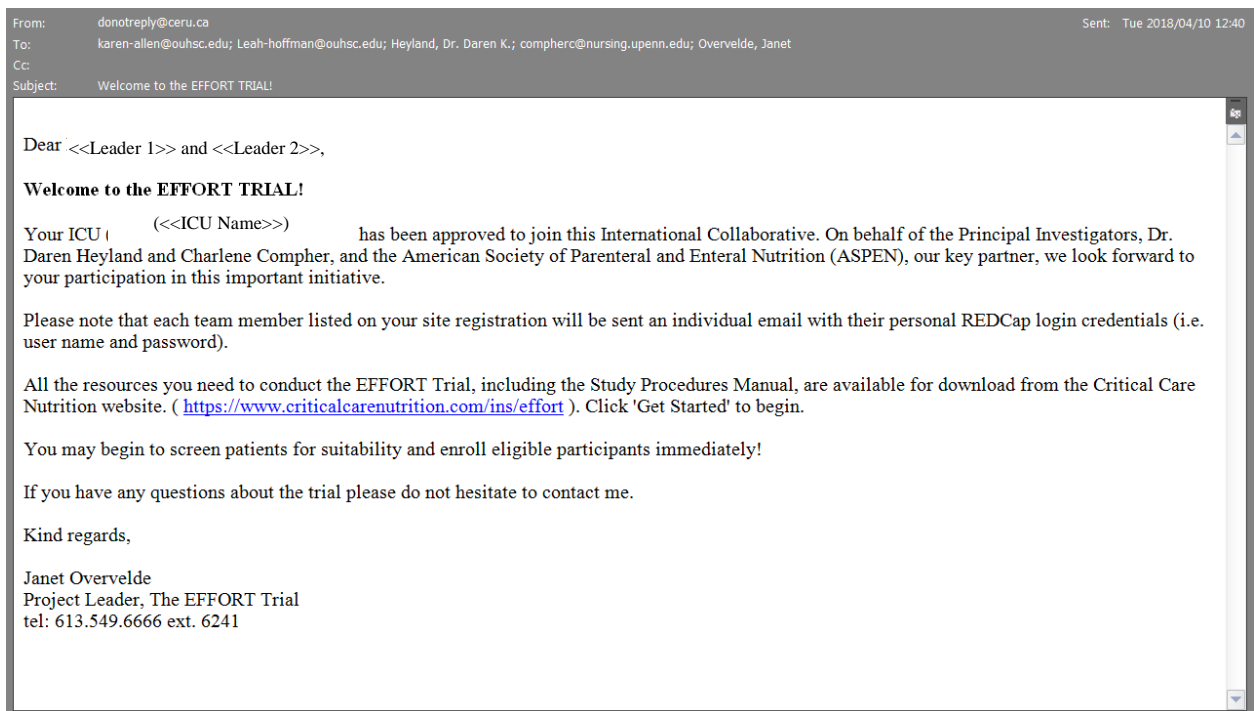 From: donotreply@ceru.ca Sent: Tue 2018/04/10 12:40
To: karen-allen@ouhsc.edu; Leah-hoffman@ouhsc.edu; Heyland, Dr. Daren K.; compherc@nursing.upenn.edu; Overvelde, Janet
Cc:
Subject: Welcome to the EFFORT TRIAL!
Dear <<Leader 1>> and <<Leader 2>>,
Welcome to the EFFORT TRIAL!
Your ICU ( (<<ICU Name>>) has been approved to join this International Collaborative. On behalf of the Principal Investigators, Dr.
Daren Heyland and Charlene Compher, and the American Society of Parenteral and Enteral Nutrition (ASPEN), our key partner, we look forward to
your participation in this important initiative.
Please note that each team member listed on your site registration will be sent an individual email with their personal REDCap login credentials (i.e.
user name and password).
All the resources you need to conduct the EFFORT Trial, including the Study Procedures Manual, are available for download from the Critical Care
Nutrition website. ( https://www.criticalcarenutrition.com/ins/effort ). Click 'Get Started' to begin.
You may begin to screen patients for suitability and enroll eligible participants immediately!
If you have any questions about the trial please do not hesitate to contact me.
Kind regards,
Janet Overvelde
Project Leader, The EFFORT Trial
tel: 613.549.6666 ext. 6241